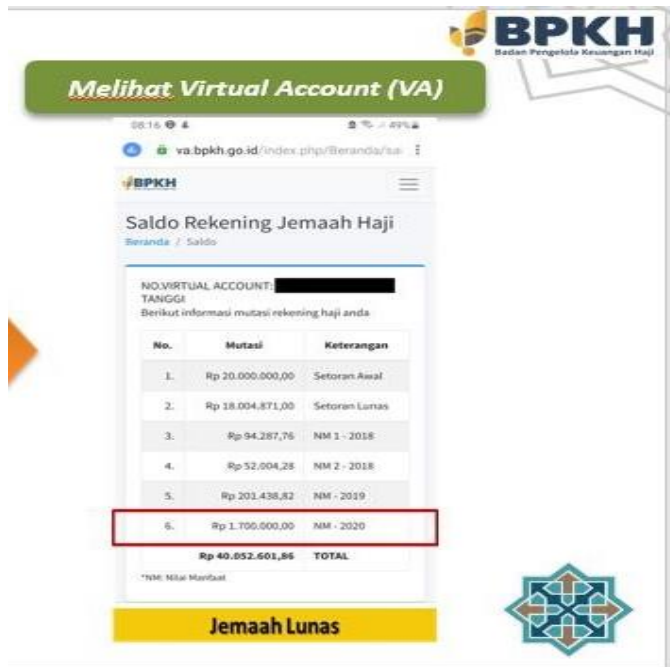 BPKH
Badan Pengelola Keuangan Haji
Melihat Virtual Account (VA)
08:16 49%
va.bpkh.go.id/index.php/Beranda/sa
BPKH
Saldo Rekening Jemaah Haji
Beranda / Saldo
NO.VIRTUAL ACCOUNT:
TANGGI
Berikut informasi mutasi rekening haji anda
No. Mutasi Keterangan
1. Rp 20.000.000,00 Setoran Awal
2. Rp 18.004.871,00 Setoran Lunas
3. Rp 94.287,76 NM 1 - 2018
4. Rp 52.004,28 NM 2 - 2018
5. Rp 201.438,82 NM - 2019
6. Rp 1.700.000,00 NM - 2020
Rp 40.052.601,86 TOTAL
*NM: Nilai Manfaat
Jemaah Lunas